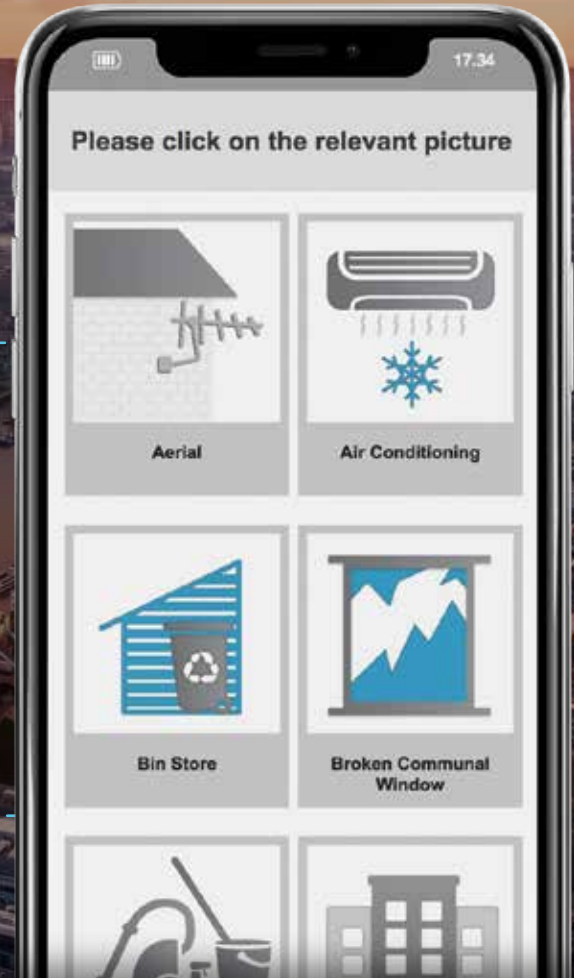 17.34
Please click on the relevant picture
Aerial
Air Conditioning
Bin Store
Broken Communal
Window